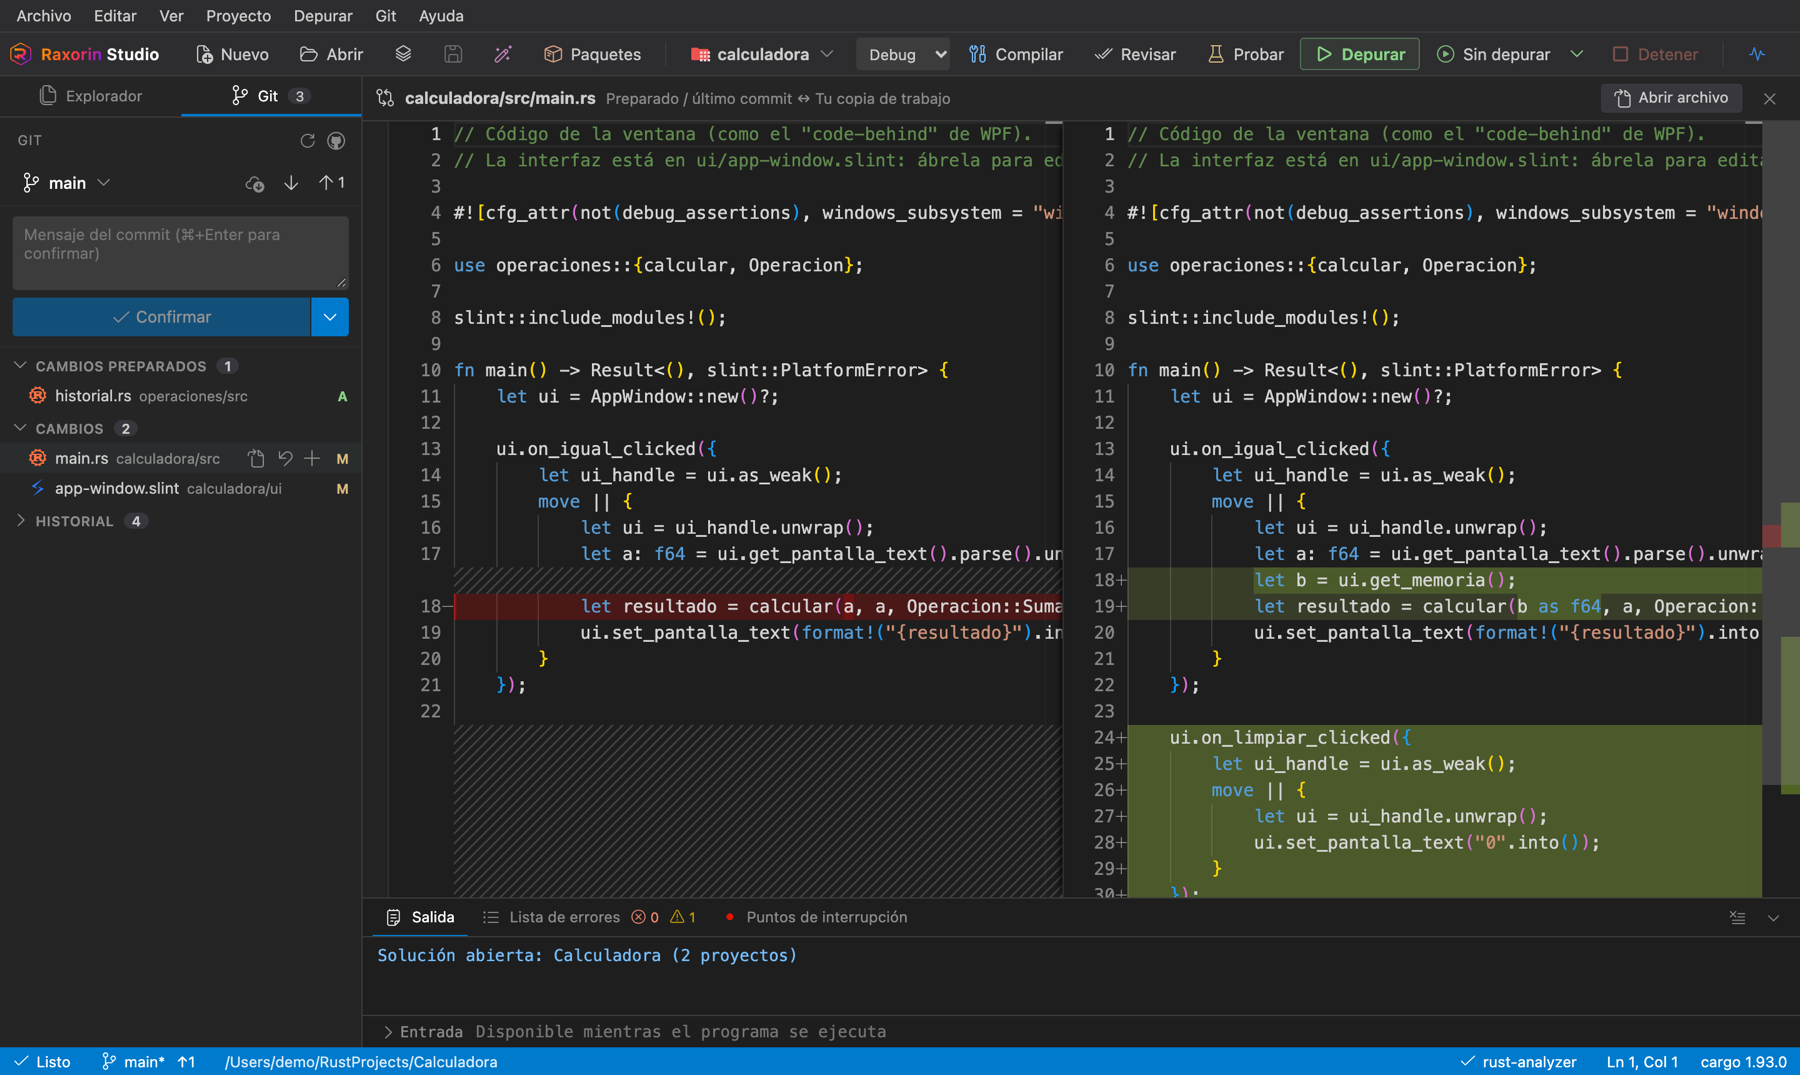 Archivo Editar Ver Proyecto Depurar Git Ayuda
Raxorin Studio Nuevo Abrir Paquetes calculadora Debug Compilar Revisar Probar Depurar Sin depurar Detener
Explorador Git 3
calculadora/src/main.rs Preparado / último commit ↔ Tu copia de trabajo Abrir archivo
GIT
main ↓ ↑1
Mensaje del commit (⌘+Enter para
confirmar)
Confirmar
CAMBIOS PREPARADOS 1
historial.rs operaciones/src A
CAMBIOS 2
main.rs calculadora/src M
app-window.slint calculadora/ui M
HISTORIAL 4
1 // Código de la ventana (como el "code-behind" de WPF).
2 // La interfaz está en ui/app-window.slint: ábrela para ed
3
4 #![cfg_attr(not(debug_assertions), windows_subsystem = "wi
5
6 use operaciones::{calcular, Operacion};
7
8 slint::include_modules!();
9
10 fn main() -> Result<(), slint::PlatformError> {
11 let ui = AppWindow::new()?;
12
13 ui.on_igual_clicked({
14 let ui_handle = ui.as_weak();
15 move || {
16 let ui = ui_handle.unwrap();
17 let a: f64 = ui.get_pantalla_text().parse().un
18- let resultado = calcular(a, a, Operacion::Suma
19 ui.set_pantalla_text(format!("{resultado}").in
20 }
21 });
22
1 // Código de la ventana (como el "code-behind" de WPF).
2 // La interfaz está en ui/app-window.slint: ábrela para edita
3
4 #![cfg_attr(not(debug_assertions), windows_subsystem = "windo
5
6 use operaciones::{calcular, Operacion};
7
8 slint::include_modules!();
9
10 fn main() -> Result<(), slint::PlatformError> {
11 let ui = AppWindow::new()?;
12
13 ui.on_igual_clicked({
14 let ui_handle = ui.as_weak();
15 move || {
16 let ui = ui_handle.unwrap();
17 let a: f64 = ui.get_pantalla_text().parse().unwra
18+ let b = ui.get_memoria();
19+ let resultado = calcular(b as f64, a, Operacion:
20 ui.set_pantalla_text(format!("{resultado}").into
21 }
22 });
23
24+ ui.on_limpiar_clicked({
25+ let ui_handle = ui.as_weak();
26+ move || {
27+ let ui = ui_handle.unwrap();
28+ ui.set_pantalla_text("0".into());
29+ }
30+ });
Salida Lista de errores 0 1 Puntos de interrupción
Solución abierta: Calculadora (2 proyectos)
> Entrada Disponible mientras el programa se ejecuta
Listo main* ↑1 /Users/demo/RustProjects/Calculadora rust-analyzer Ln 1, Col 1 cargo 1.93.0